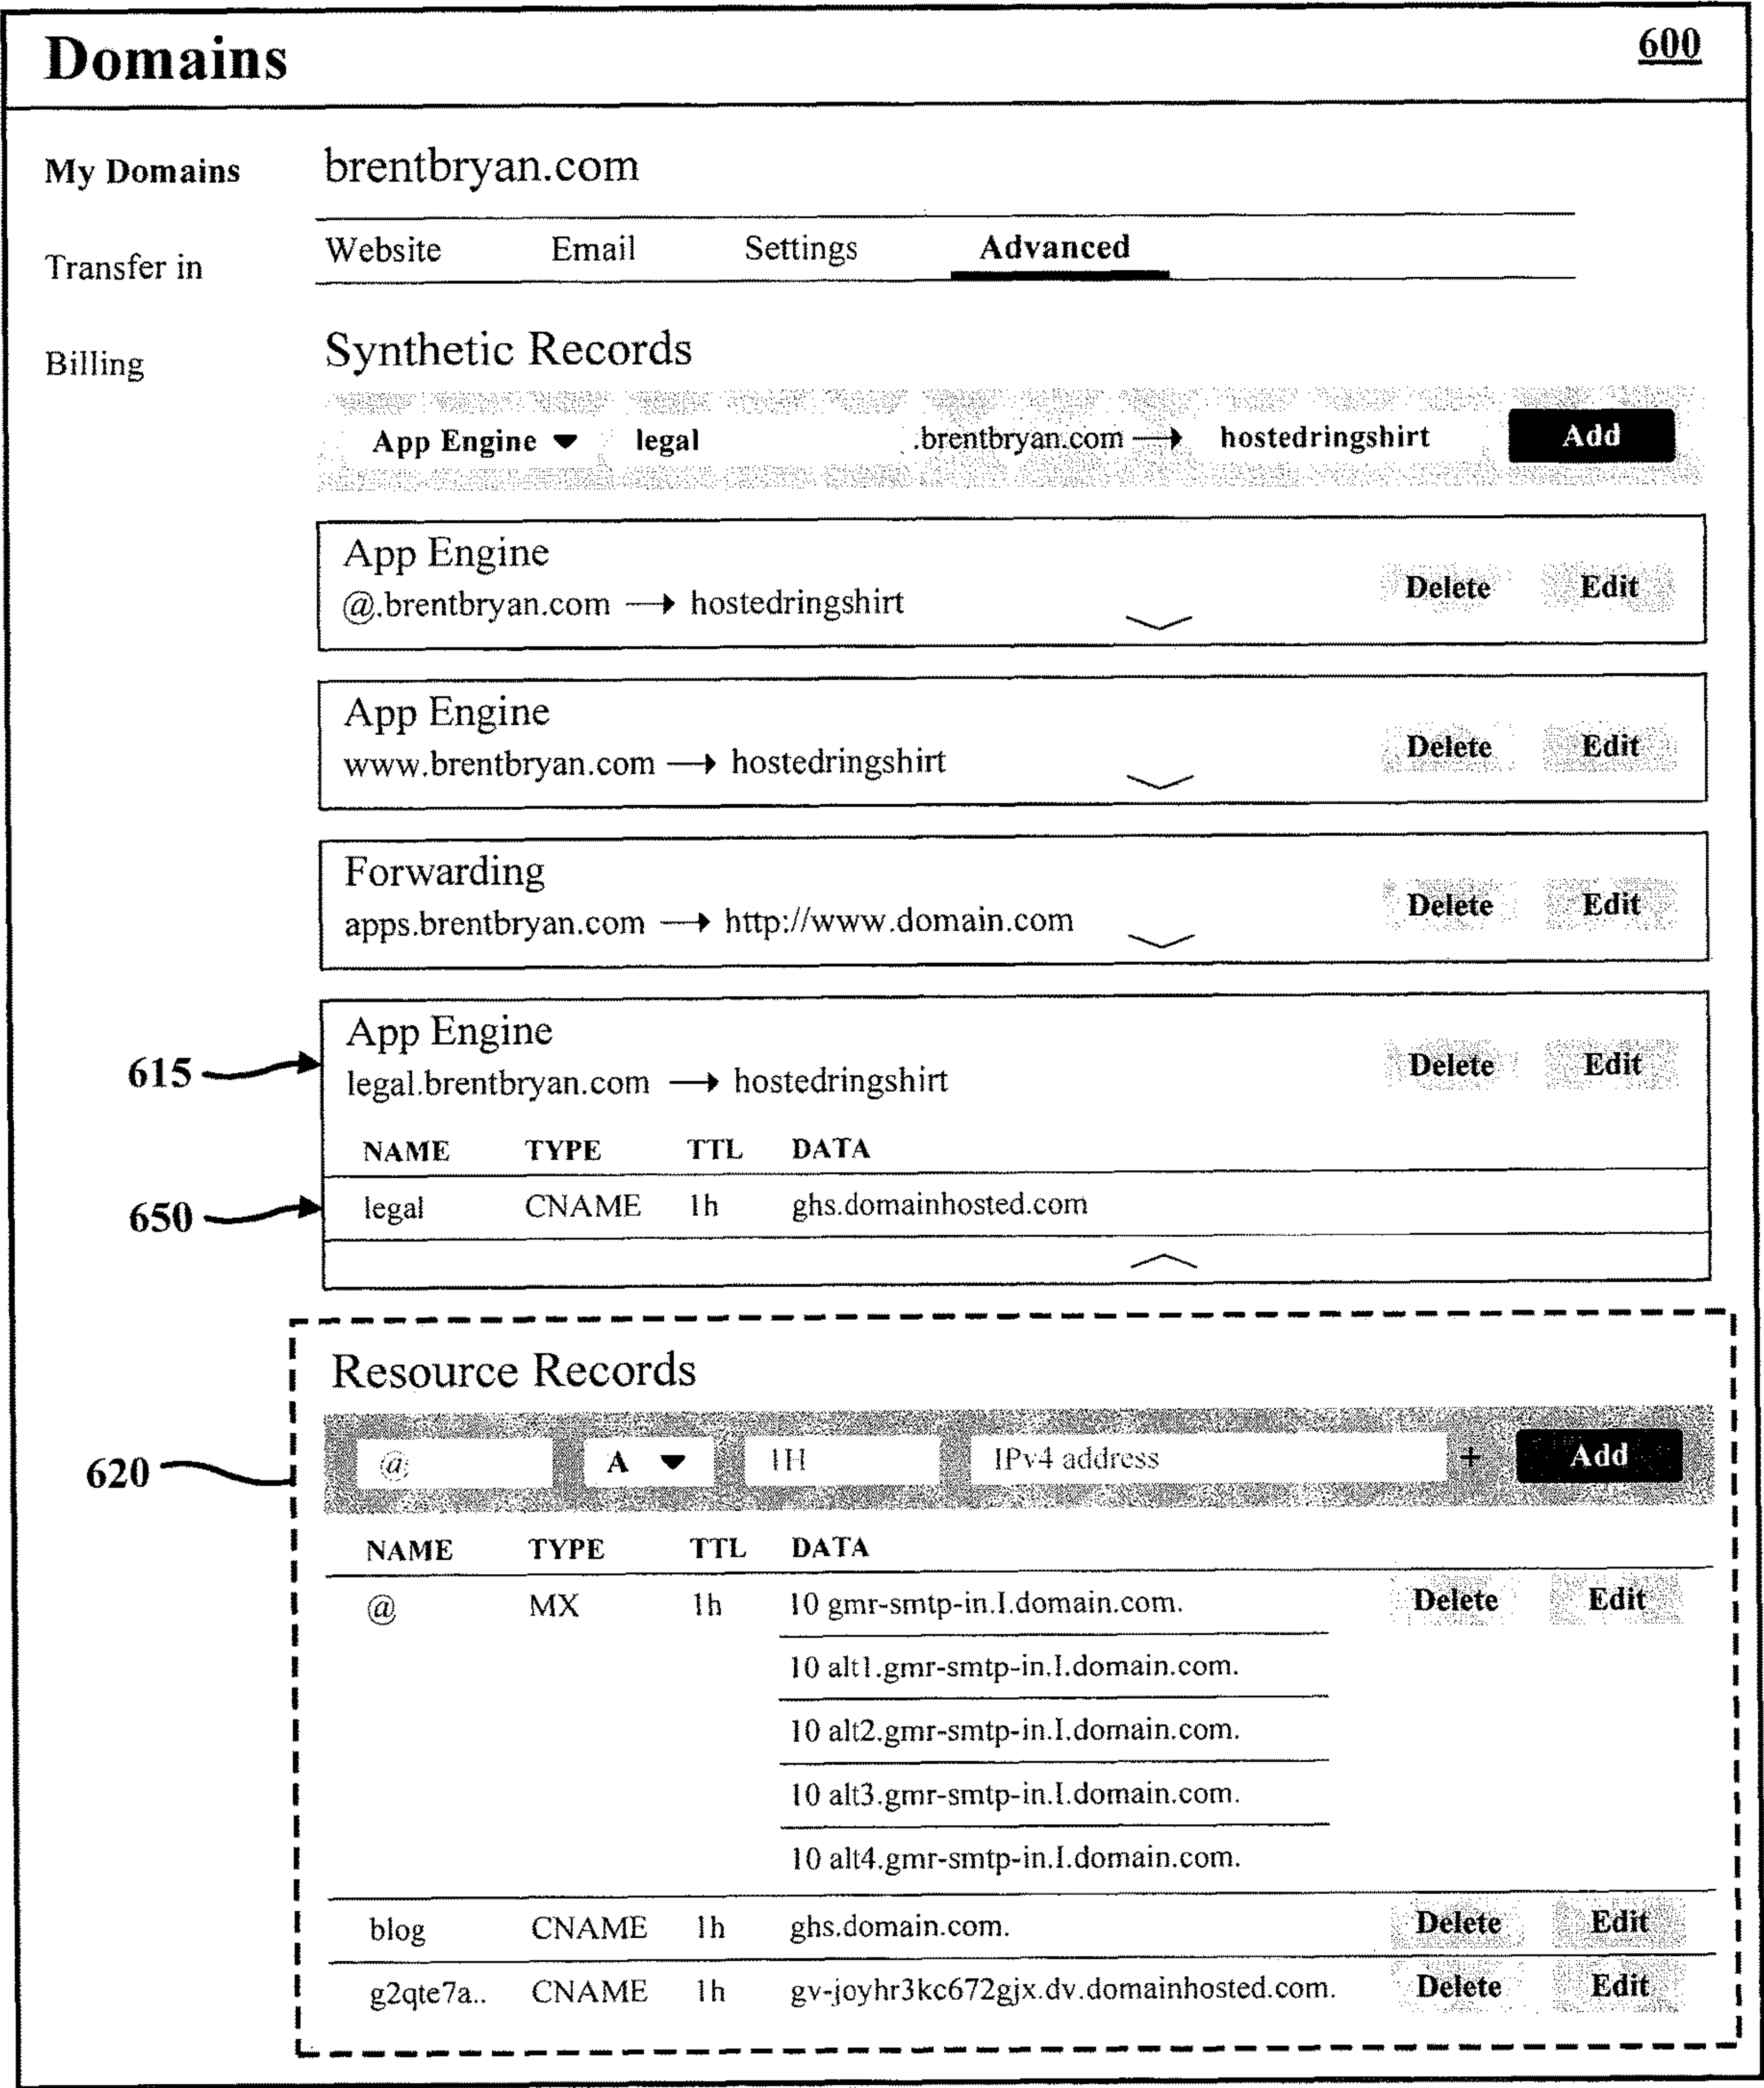 Domains 600
My Domains brentbryan.com
Website Email Settings Advanced
Transfer in
Billing Synthetic Records
App Engine legal .brentbryan.com → hostedringshirt Add
App Engine
@.brentbryan.com → hostedringshirt Delete Edit
App Engine
www.brentbryan.com → hostedringshirt Delete Edit
Forwarding
apps.brentbryan.com → http://www.domain.com Delete Edit
App Engine
615 legal.brentbryan.com → hostedringshirt Delete Edit
NAME TYPE TTL DATA
650 legal CNAME 1h ghs.domainhosted.com
Resource Records
620 @ A 1H IPv4 address + Add
NAME TYPE TTL DATA
@ MX 1h 10 gmr-smtp-in.I.domain.com. Delete Edit
10 alt1.gmr-smtp-in.I.domain.com.
10 alt2.gmr-smtp-in.I.domain.com.
10 alt3.gmr-smtp-in.I.domain.com.
10 alt4.gmr-smtp-in.I.domain.com.
blog CNAME 1h ghs.domain.com. Delete Edit
g2qte7a.. CNAME 1h gv-joyhr3kc672gjx.dv.domainhosted.com. Delete Edit